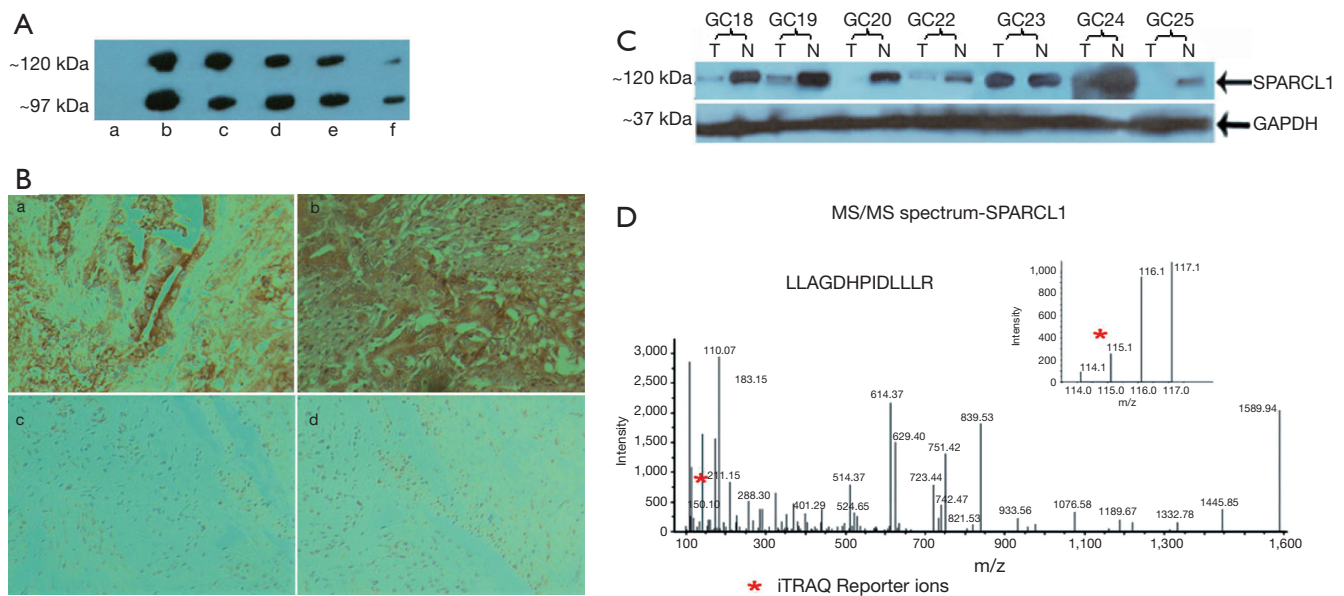 A
~120 kDa
~97 kDa
a b c d e f
B
a
b
c
d
C
GC18 GC19 GC20 GC22 GC23 GC24 GC25
T N T N T N T N T N T N T N
~120 kDa
SPARCL1
~37 kDa
GAPDH
D
MS/MS spectrum-SPARCL1
LLAGDHPIDLLLR
Intensity
3,000
2,500
2,000
1,500
1,000
500
0
110.07
183.15
*
150.10
211.15
288.30
401.29
514.37
524.65
614.37
629.40
723.44
742.47
751.42
821.53
839.53
933.56
1076.58
1189.67
1332.78
1445.85
1589.94
100 300 500 700 900 1,100 1,300 1,600
m/z
Intensity
1,000
800
600
400
200
0
114.1
*
115.1
116.1
117.1
114.0 115.0 116.0 117.0
m/z
* iTRAQ Reporter ions